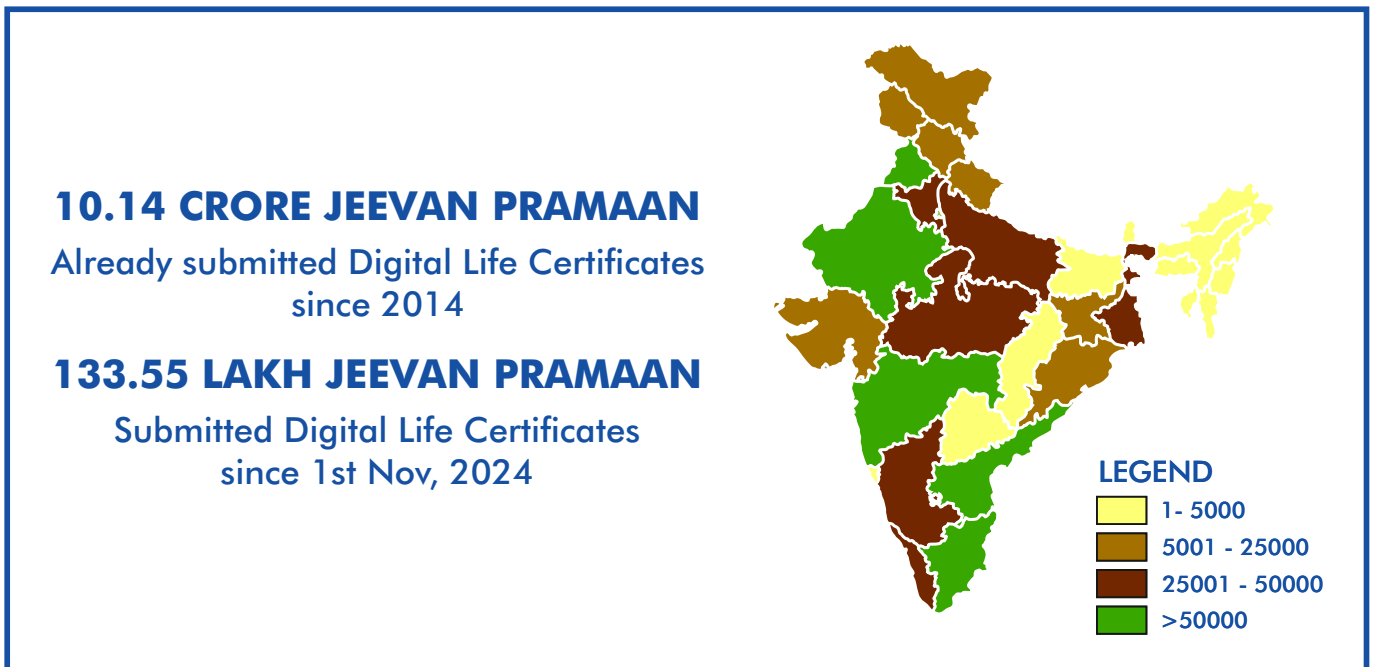 10.14 CRORE JEEVAN PRAMAAN
Already submitted Digital Life Certificates
since 2014
133.55 LAKH JEEVAN PRAMAAN
Submitted Digital Life Certificates
since 1st Nov, 2024
LEGEND
1- 5000
5001 - 25000
25001 - 50000
>50000